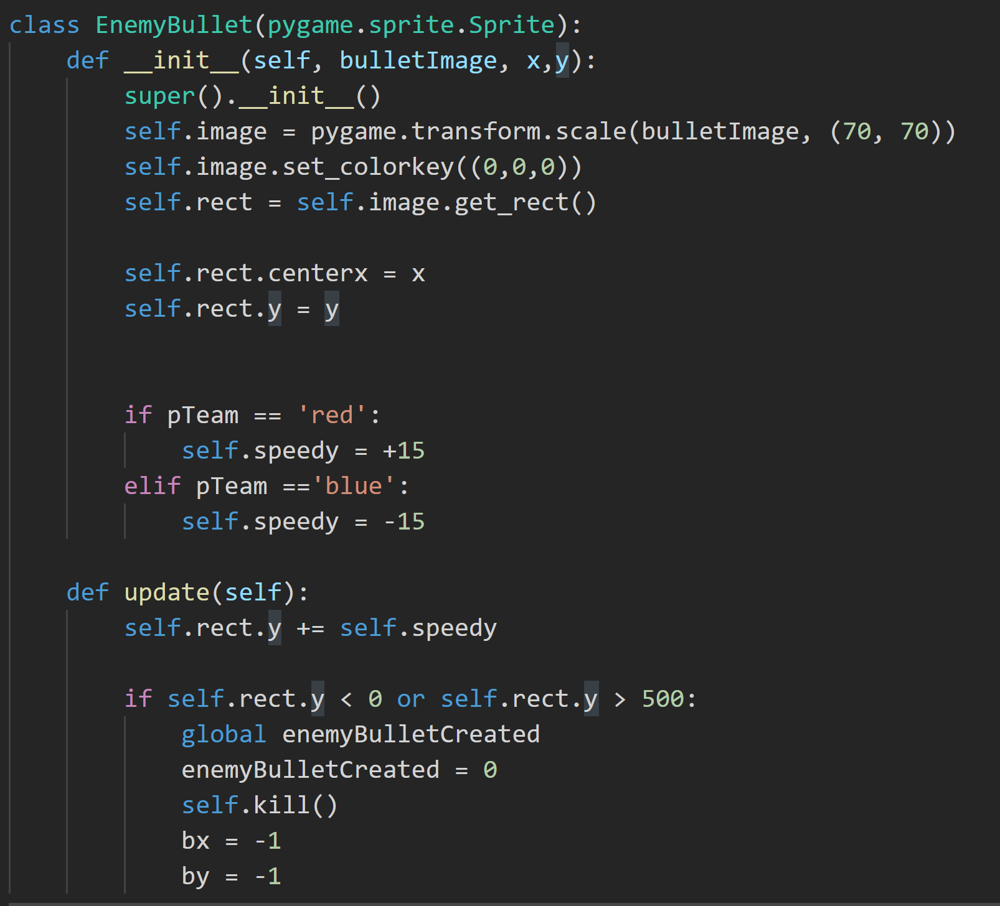 class EnemyBullet(pygame.sprite.Sprite):
    def __init__(self, bulletImage, x,y):
        super().__init__()
        self.image = pygame.transform.scale(bulletImage, (70, 70))
        self.image.set_colorkey((0,0,0))
        self.rect = self.image.get_rect()
        self.rect.centerx = x
        self.rect.y = y
        if pTeam == 'red':
            self.speedy = +15
        elif pTeam =='blue':
            self.speedy = -15
    def update(self):
        self.rect.y += self.speedy
        if self.rect.y < 0 or self.rect.y > 500:
            global enemyBulletCreated
            enemyBulletCreated = 0
            self.kill()
            bx = -1
            by = -1